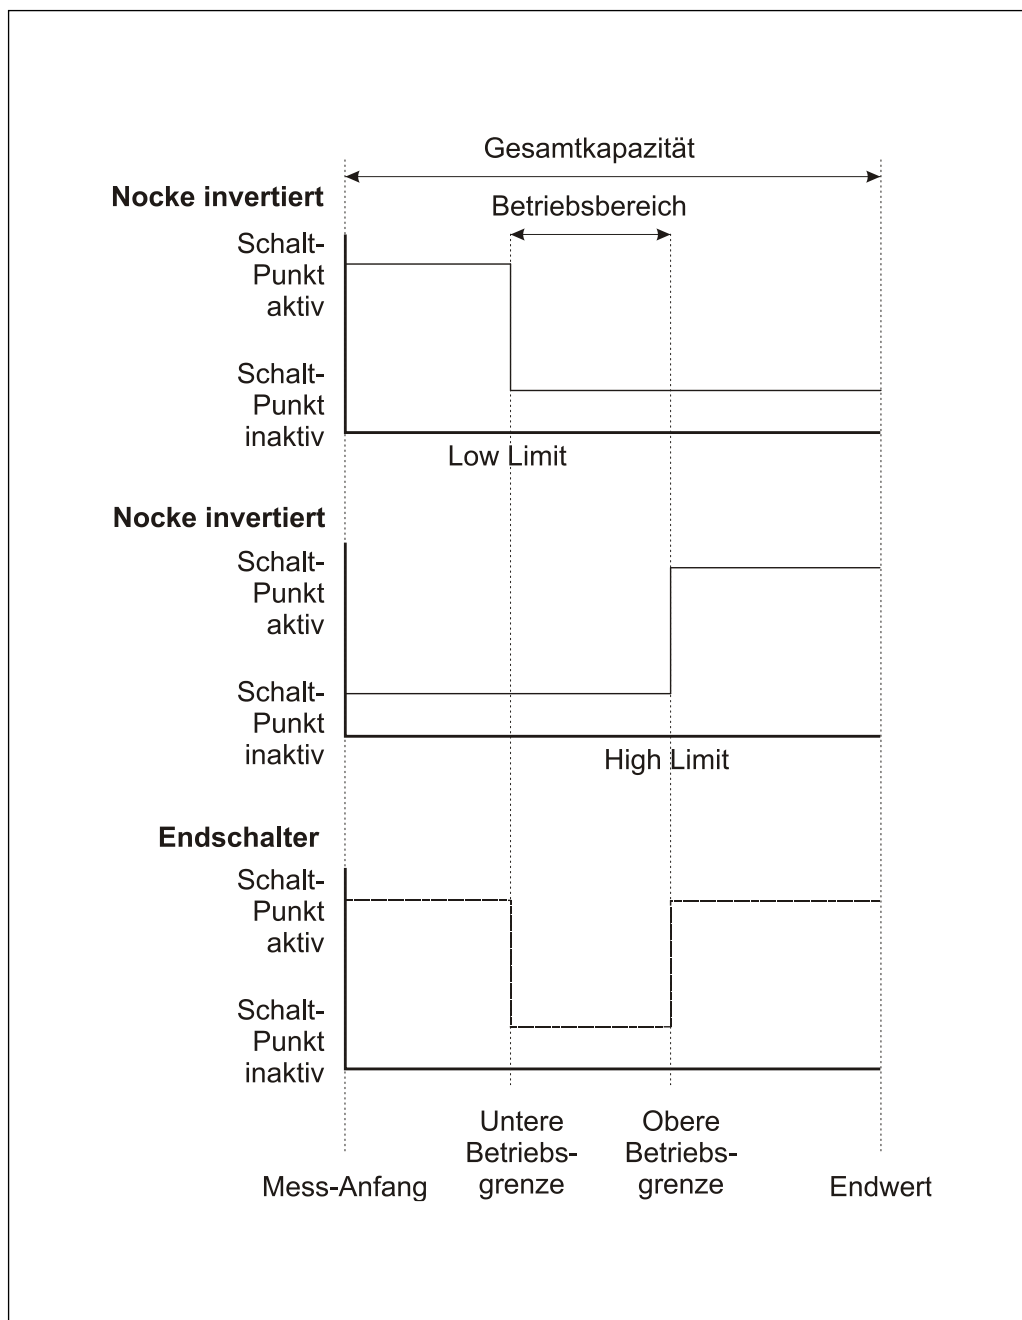 Gesamtkapazität
Nocke invertiert
Betriebsbereich
Schalt-
Punkt
aktiv
Schalt-
Punkt
inaktiv
Low Limit
Nocke invertiert
Schalt-
Punkt
aktiv
Schalt-
Punkt
inaktiv
High Limit
Endschalter
Schalt-
Punkt
aktiv
Schalt-
Punkt
inaktiv
Untere
Betriebs-
grenze
Obere
Betriebs-
grenze
Mess-Anfang
Endwert